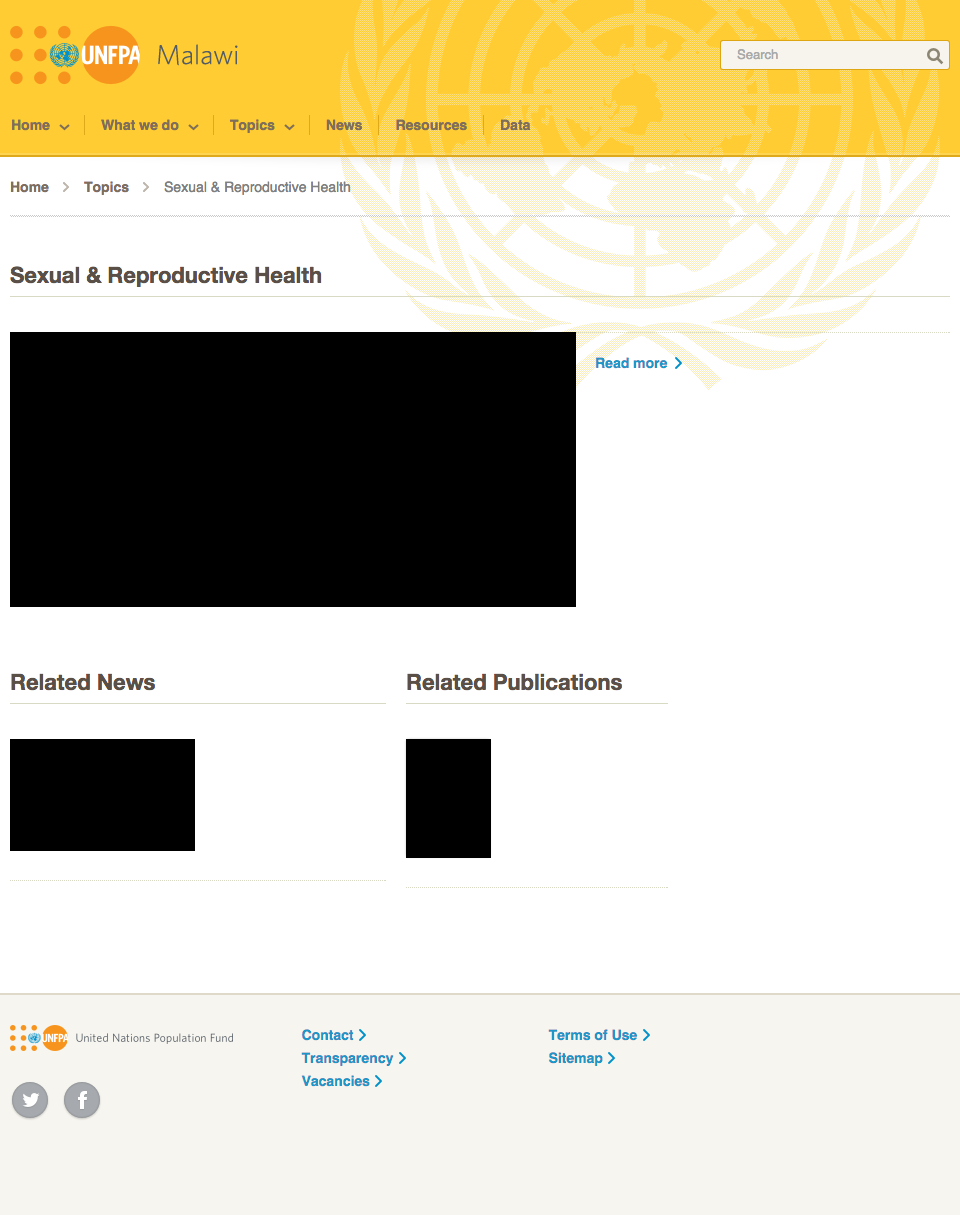 UNFPA Malawi
Search
Home What we do Topics News Resources Data
Home Topics Sexual & Reproductive Health
Sexual & Reproductive Health
Read more
Related News
Related Publications
UNFPA United Nations Population Fund
Contact
Transparency
Vacancies
Terms of Use
Sitemap